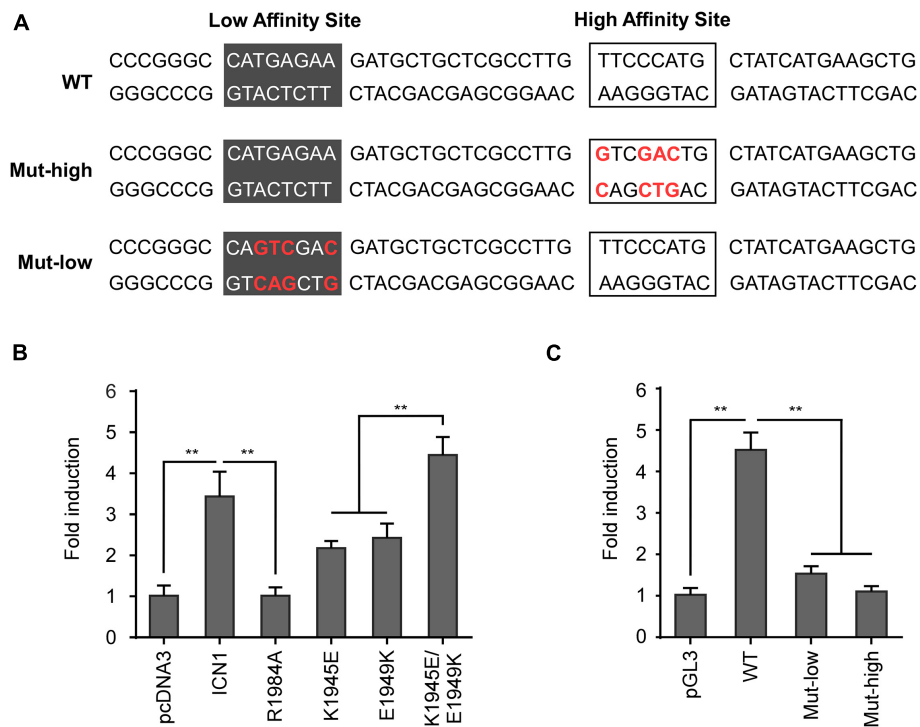 A
Low Affinity Site High Affinity Site
WT
CCCGGGC CATGAGAA GATGCTGCTCGCCTTG TTCCCATG CTATCATGAAGCTG
GGGCCCG GTACTCTT CTACGACGAGCGGAAC AAGGGTAC GATAGTACTTCGAC
Mut-high
CCCGGGC CATGAGAA GATGCTGCTCGCCTTG GTCGACTG CTATCATGAAGCTG
GGGCCCG GTACTCTT CTACGACGAGCGGAAC CAGCTGAC GATAGTACTTCGAC
Mut-low
CCCGGGC CAGTCGAC GATGCTGCTCGCCTTG TTCCCATG CTATCATGAAGCTG
GGGCCCG GTCAGCTG CTACGACGAGCGGAAC AAGGGTAC GATAGTACTTCGAC
B
Fold induction
6
5
4
3
2
1
0
** ** **
pcDNA3
ICN1
R1984A
K1945E
E1949K
K1945E/
E1949K
C
Fold induction
6
5
4
3
2
1
0
** **
pGL3
WT
Mut-low
Mut-high